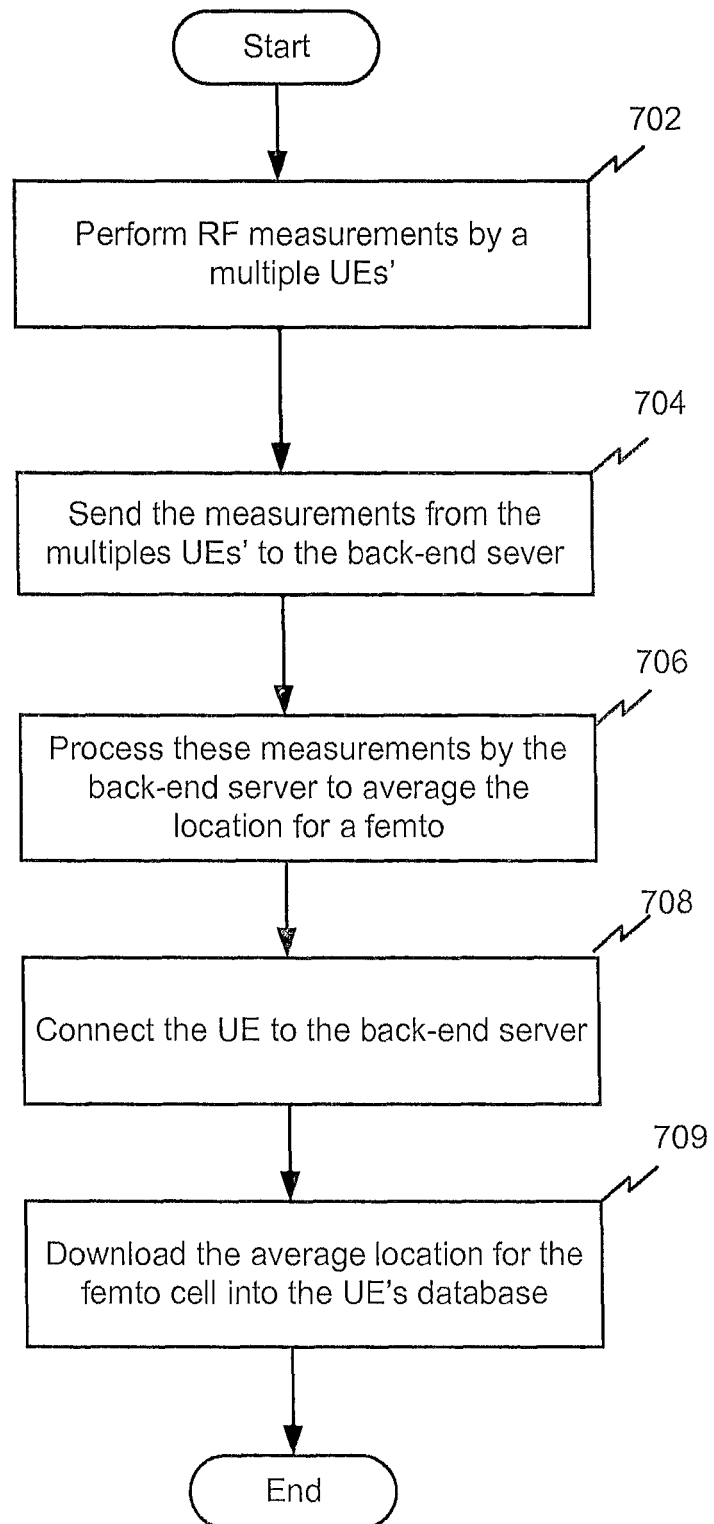 Start
702
Perform RF measurements by a
multiple UEs'
704
Send the measurements from the
multiples UEs' to the back-end sever
706
Process these measurements by the
back-end server to average the
location for a femto
708
Connect the UE to the back-end server
709
Download the average location for the
femto cell into the UE's database
End